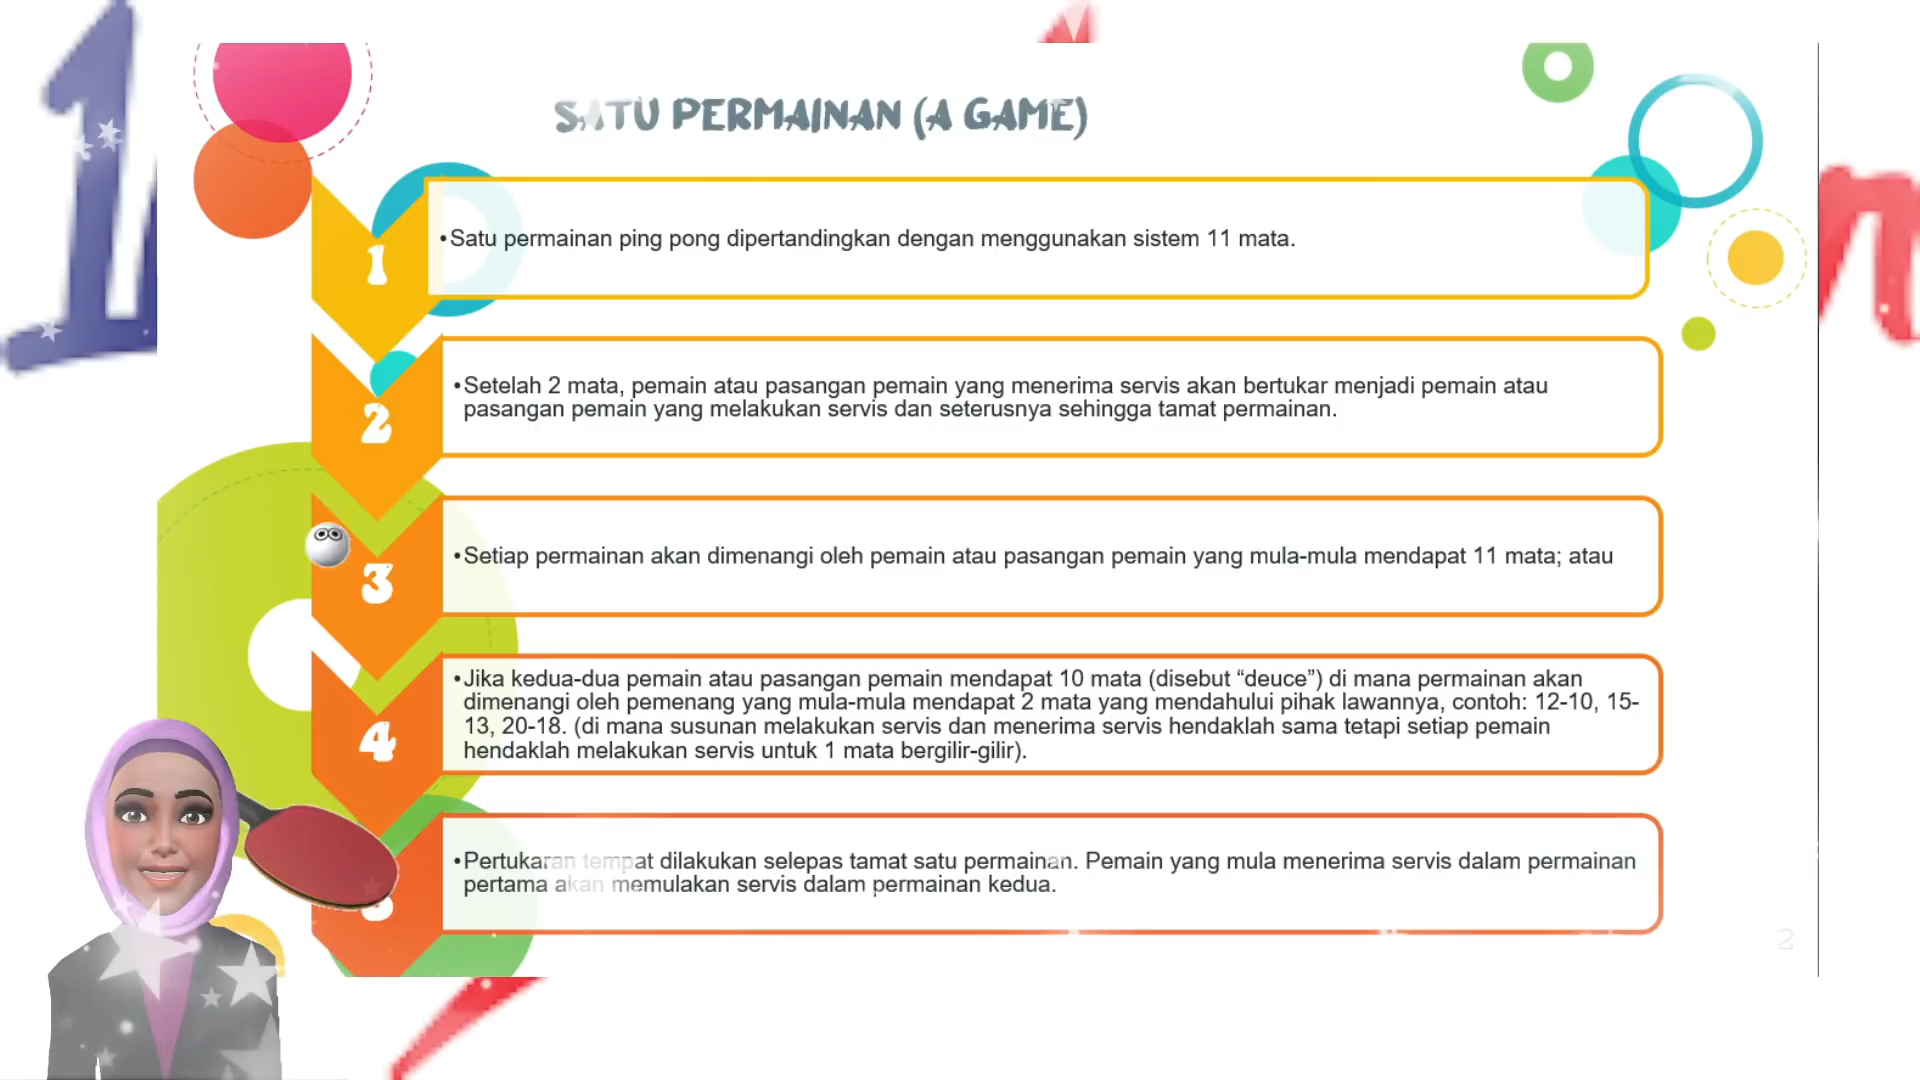 SATU PERMAINAN (A GAME)
1
•Satu permainan ping pong dipertandingkan dengan menggunakan sistem 11 mata.
2
•Setelah 2 mata, pemain atau pasangan pemain yang menerima servis akan bertukar menjadi pemain atau
pasangan pemain yang melakukan servis dan seterusnya sehingga tamat permainan.
3
•Setiap permainan akan dimenangi oleh pemain atau pasangan pemain yang mula-mula mendapat 11 mata; atau
4
•Jika kedua-dua pemain atau pasangan pemain mendapat 10 mata (disebut “deuce”) di mana permainan akan
dimenangi oleh pemenang yang mula-mula mendapat 2 mata yang mendahului pihak lawannya, contoh: 12-10, 15-
13, 20-18. (di mana susunan melakukan servis dan menerima servis hendaklah sama tetapi setiap pemain
hendaklah melakukan servis untuk 1 mata bergilir-gilir).
•Pertukaran tempat dilakukan selepas tamat satu permainan. Pemain yang mula menerima servis dalam permainan
pertama akan memulakan servis dalam permainan kedua.
2